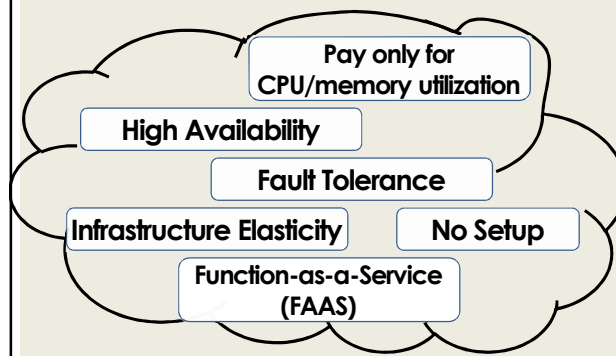 Pay only for
CPU/memory utilization
High Availability
Fault Tolerance
Infrastructure Elasticity
No Setup
Function-as-a-Service
(FAAS)